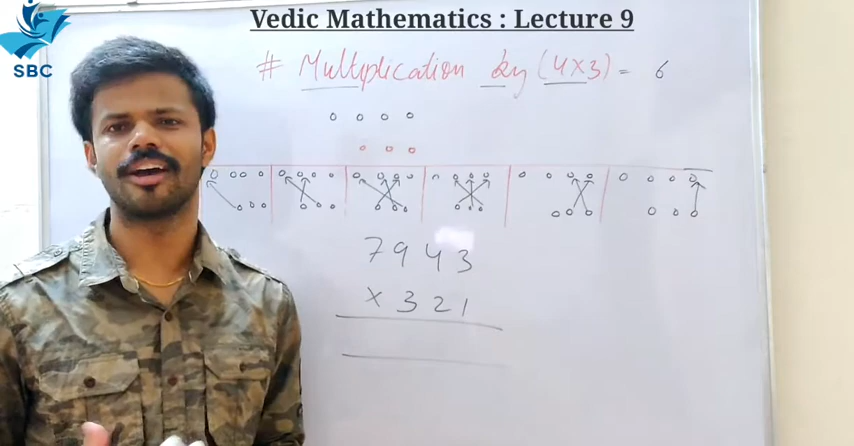 Vedic Mathematics : Lecture 9
SBC
# Multiplication by (4x3) = 6
7943
x 321